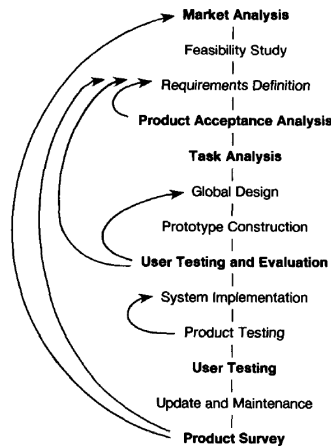 Market Analysis
Feasibility Study
Requirements Definition
Product Acceptance Analysis
Task Analysis
Global Design
Prototype Construction
User Testing and Evaluation
System Implementation
Product Testing
User Testing
Update and Maintenance
Product Survey